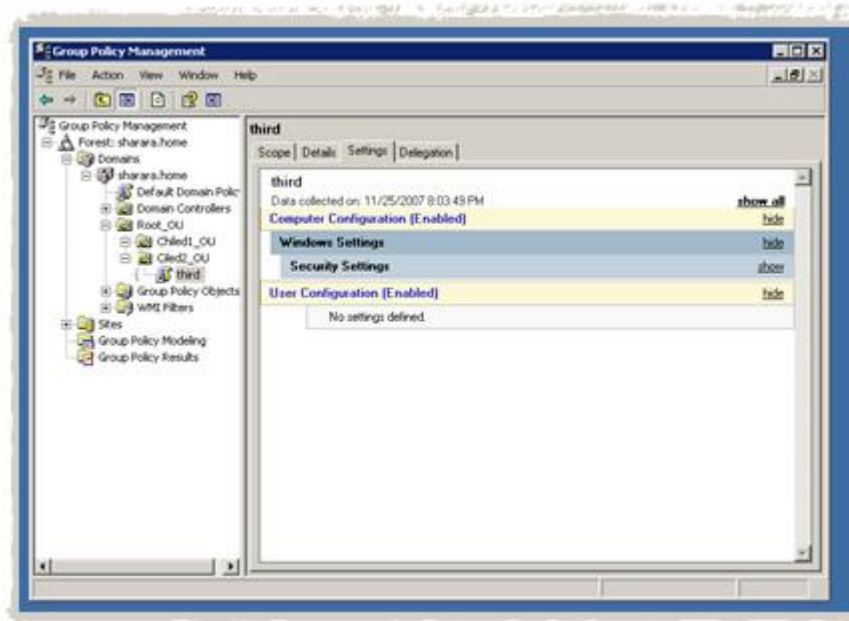 Group Policy Management
File Action View Window Help
Group Policy Management
Forest: sharara.home
Domains
sharara.home
Default Domain Polic
Domain Controllers
Root_OU
Chiled1_OU
Ciled2_OU
third
Group Policy Objects
WMI Filters
Sites
Group Policy Modeling
Group Policy Results
third
Scope Details Settings Delegation
third
Data collected on: 11/25/2007 8:03:49 PM show all
Computer Configuration (Enabled) hide
Windows Settings hide
Security Settings show
User Configuration (Enabled) hide
No settings defined.